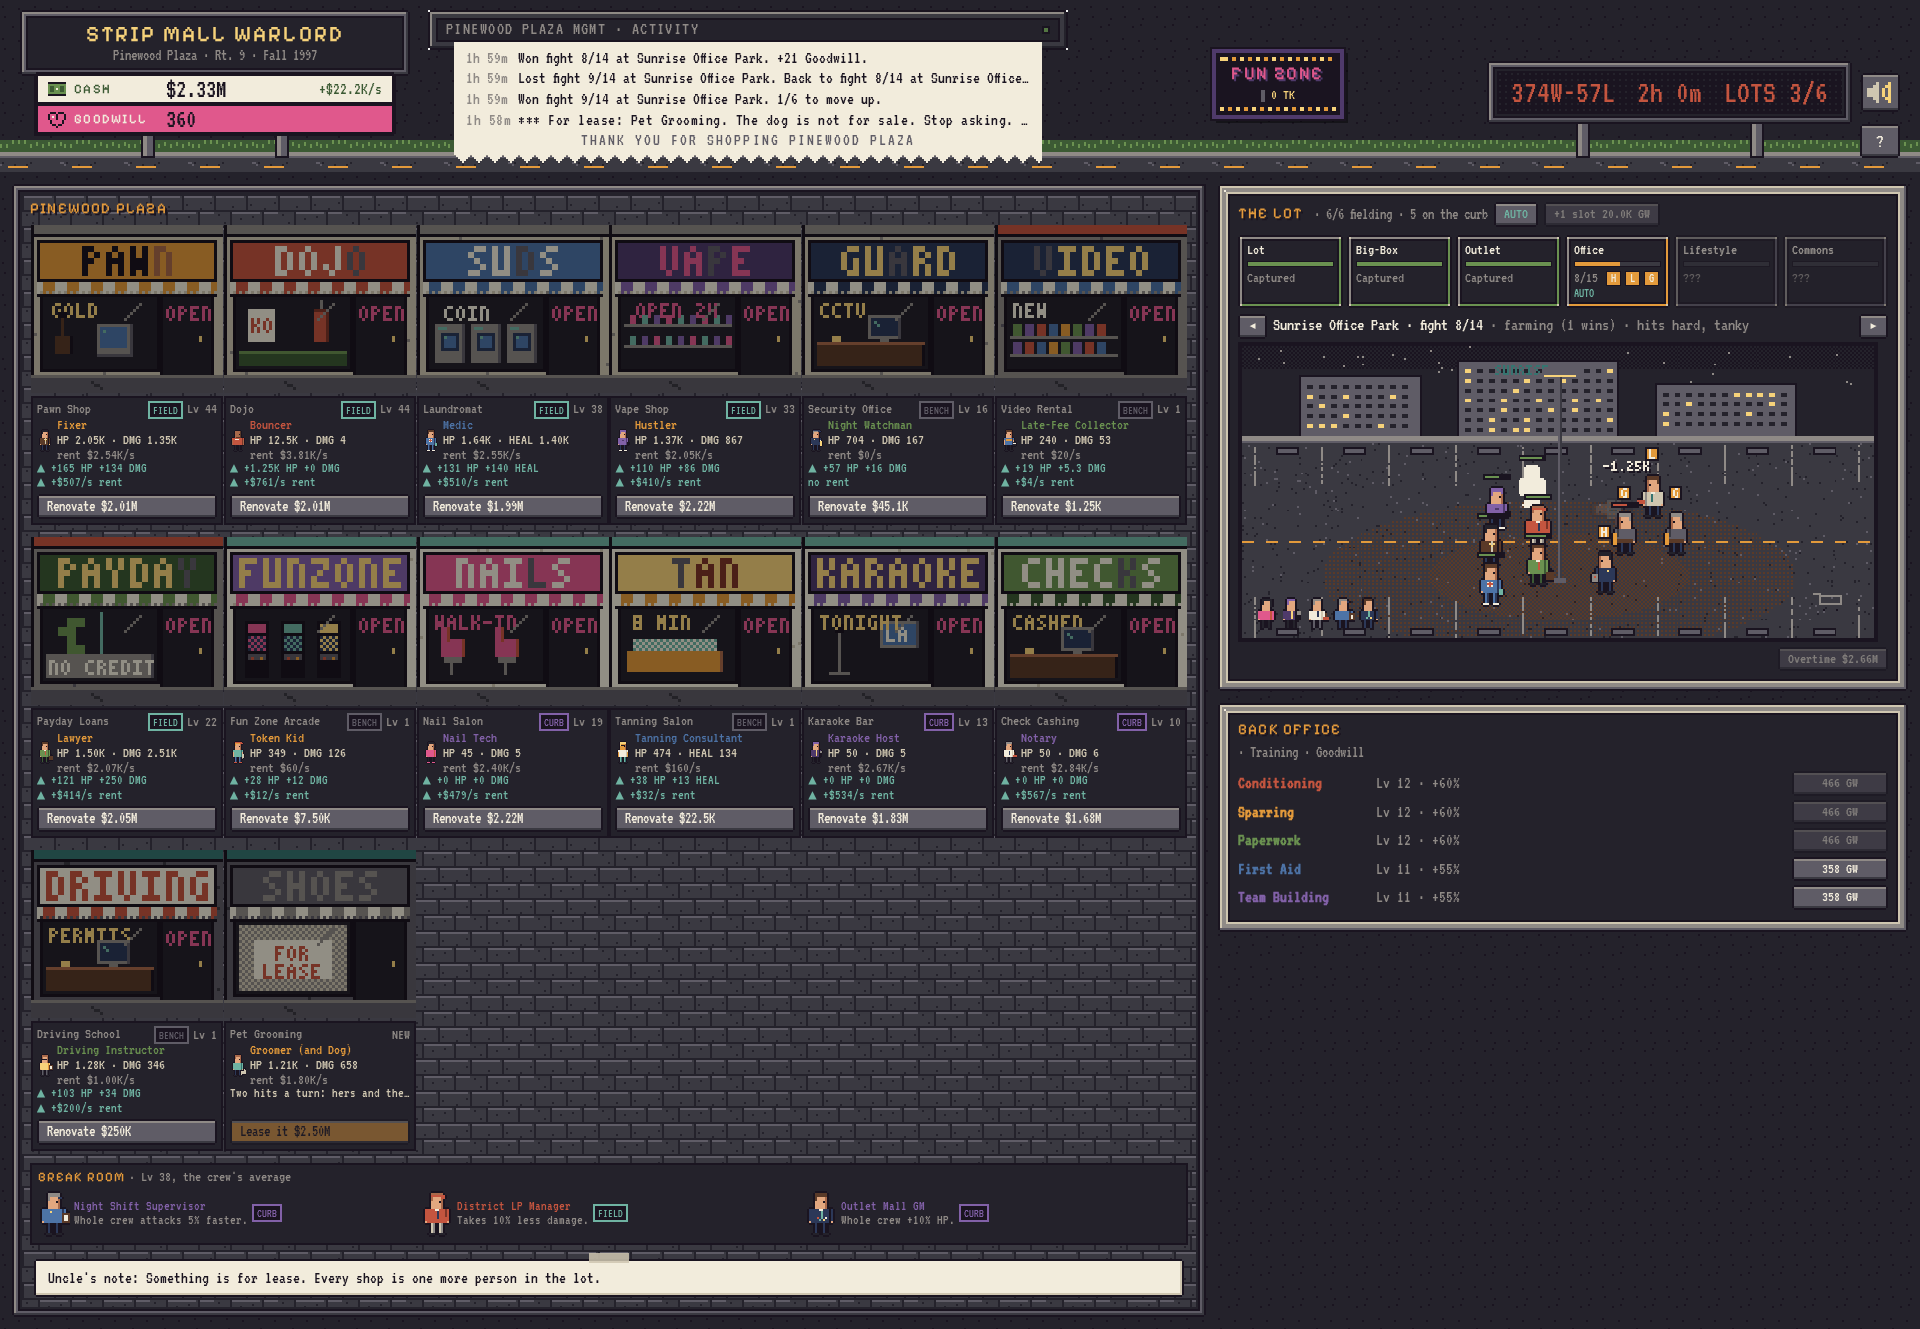 STRIP MALL WARLORD
Pinewood Plaza · Rt. 9 · Fall 1997
CASH $2.33M +$22.2K/s
GOODWILL 360
PINEWOOD PLAZA MGMT · ACTIVITY
1h 59m Won fight 8/14 at Sunrise Office Park. +21 Goodwill.
1h 59m Lost fight 9/14 at Sunrise Office Park. Back to fight 8/14 at Sunrise Office…
1h 59m Won fight 9/14 at Sunrise Office Park. 1/6 to move up.
1h 58m *** For lease: Pet Grooming. The dog is not for sale. Stop asking. …
THANK YOU FOR SHOPPING PINEWOOD PLAZA
FUN ZONE
0 TK
374W-57L 2h 0m LOTS 3/6
?
PINEWOOD PLAZA
PAWN DOJO SUDS VAPE GUARD VIDEO
GOLD OPEN KO OPEN COIN OPEN OPEN 24 OPEN CCTV OPEN NEW OPEN
Pawn Shop FIELD Lv 44
Fixer
HP 2.05K · DMG 1.35K
rent $2.54K/s
▲ +165 HP +134 DMG
▲ +$507/s rent
Renovate $2.01M
Dojo FIELD Lv 44
Bouncer
HP 12.5K · DMG 4
rent $3.81K/s
▲ +1.25K HP +0 DMG
▲ +$761/s rent
Renovate $2.01M
Laundromat FIELD Lv 38
Medic
HP 1.64K · HEAL 1.40K
rent $2.55K/s
▲ +131 HP +140 HEAL
▲ +$510/s rent
Renovate $1.99M
Vape Shop FIELD Lv 33
Hustler
HP 1.37K · DMG 867
rent $2.05K/s
▲ +110 HP +86 DMG
▲ +$410/s rent
Renovate $2.22M
Security Office BENCH Lv 16
Night Watchman
HP 704 · DMG 167
rent $0/s
▲ +57 HP +16 DMG
no rent
Renovate $45.1K
Video Rental BENCH Lv 1
Late-Fee Collector
HP 240 · DMG 53
rent $20/s
▲ +19 HP +5.3 DMG
▲ +$4/s rent
Renovate $1.25K
PAYDAY FUNZONE NAILS TAN KARAOKE CHECKS
NO CREDIT OPEN OPEN WALK-IN OPEN 8 MIN OPEN TONIGHT LA OPEN CASHED OPEN
Payday Loans FIELD Lv 22
Lawyer
HP 1.50K · DMG 2.51K
rent $2.07K/s
▲ +121 HP +250 DMG
▲ +$414/s rent
Renovate $2.05M
Fun Zone Arcade BENCH Lv 1
Token Kid
HP 349 · DMG 126
rent $60/s
▲ +28 HP +12 DMG
▲ +$12/s rent
Renovate $7.50K
Nail Salon CURB Lv 19
Nail Tech
HP 45 · DMG 5
rent $2.40K/s
▲ +0 HP +0 DMG
▲ +$479/s rent
Renovate $2.22M
Tanning Salon BENCH Lv 1
Tanning Consultant
HP 474 · HEAL 134
rent $160/s
▲ +38 HP +13 HEAL
▲ +$32/s rent
Renovate $22.5K
Karaoke Bar CURB Lv 13
Karaoke Host
HP 50 · DMG 5
rent $2.67K/s
▲ +0 HP +0 DMG
▲ +$534/s rent
Renovate $1.83M
Check Cashing CURB Lv 10
Notary
HP 50 · DMG 6
rent $2.84K/s
▲ +0 HP +0 DMG
▲ +$567/s rent
Renovate $1.68M
DRIVING SHOES
PERMITS OPEN FOR LEASE
Driving School BENCH Lv 1
Driving Instructor
HP 1.28K · DMG 346
rent $1.00K/s
▲ +103 HP +34 DMG
▲ +$200/s rent
Renovate $250K
Pet Grooming NEW
Groomer (and Dog)
HP 1.21K · DMG 658
rent $1.80K/s
Two hits a turn: hers and the…
Lease it $2.50M
BREAK ROOM · Lv 38, the crew's average
Night Shift Supervisor
Whole crew attacks 5% faster. CURB
District LP Manager
Takes 10% less damage. FIELD
Outlet Mall GM
Whole crew +10% HP. CURB
Uncle's note: Something is for lease. Every shop is one more person in the lot.
THE LOT · 6/6 fielding · 5 on the curb AUTO +1 slot 20.0K GW
Lot
Captured
Big-Box
Captured
Outlet
Captured
Office
8/15 H L G
AUTO
Lifestyle
???
Commons
???
◄ Sunrise Office Park · fight 8/14 · farming (1 wins) · hits hard, tanky ►
L
-1.25K
G G
H
Overtime $2.66M
BACK OFFICE
· Training · Goodwill
Conditioning Lv 12 · +60% 466 GW
Sparring Lv 12 · +60% 466 GW
Paperwork Lv 12 · +60% 466 GW
First Aid Lv 11 · +55% 358 GW
Team Building Lv 11 · +55% 358 GW